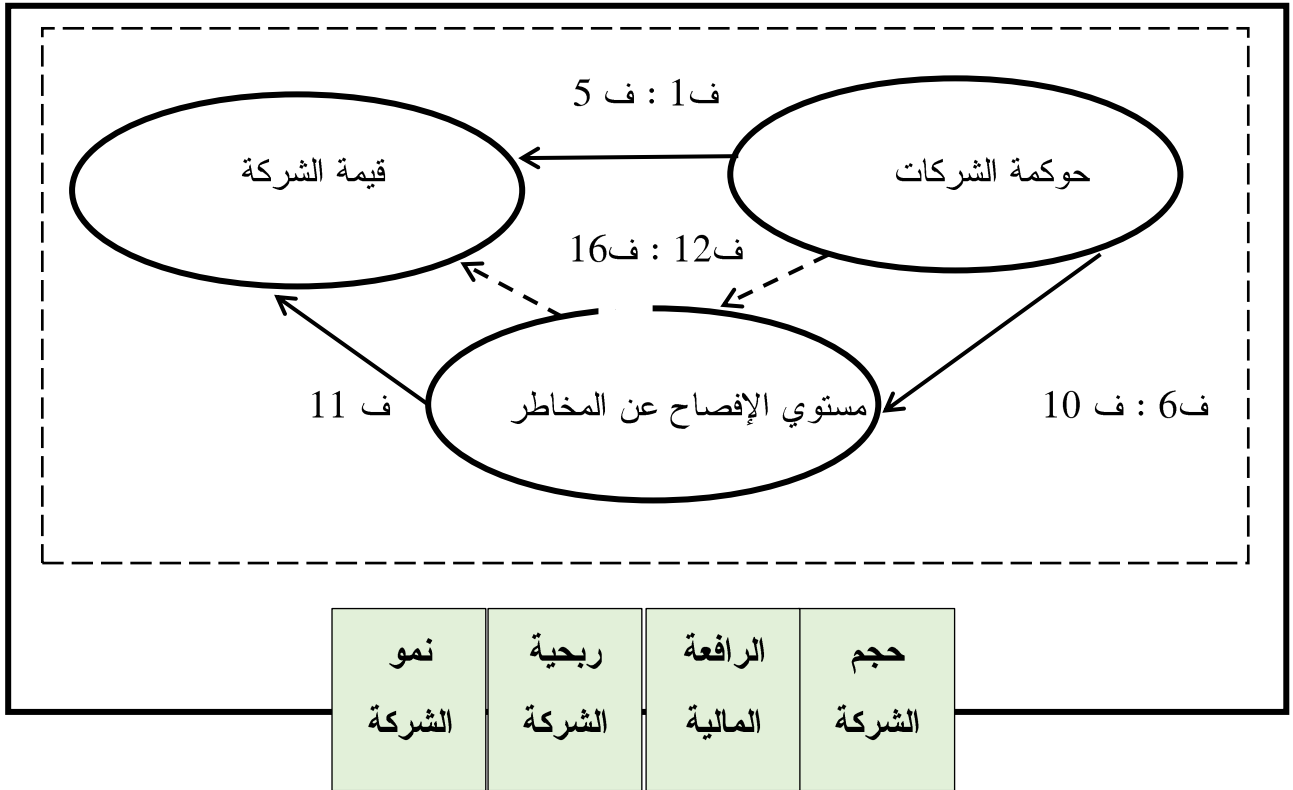 ف1 : ف 5
حوكمة الشركات
قيمة الشركة
ف12 : ف16
مستوي الإفصاح عن المخاطر
ف6 : ف 10
ف 11
حجم
الشركة
الرافعة
المالية
ربحية
الشركة
نمو
الشركة